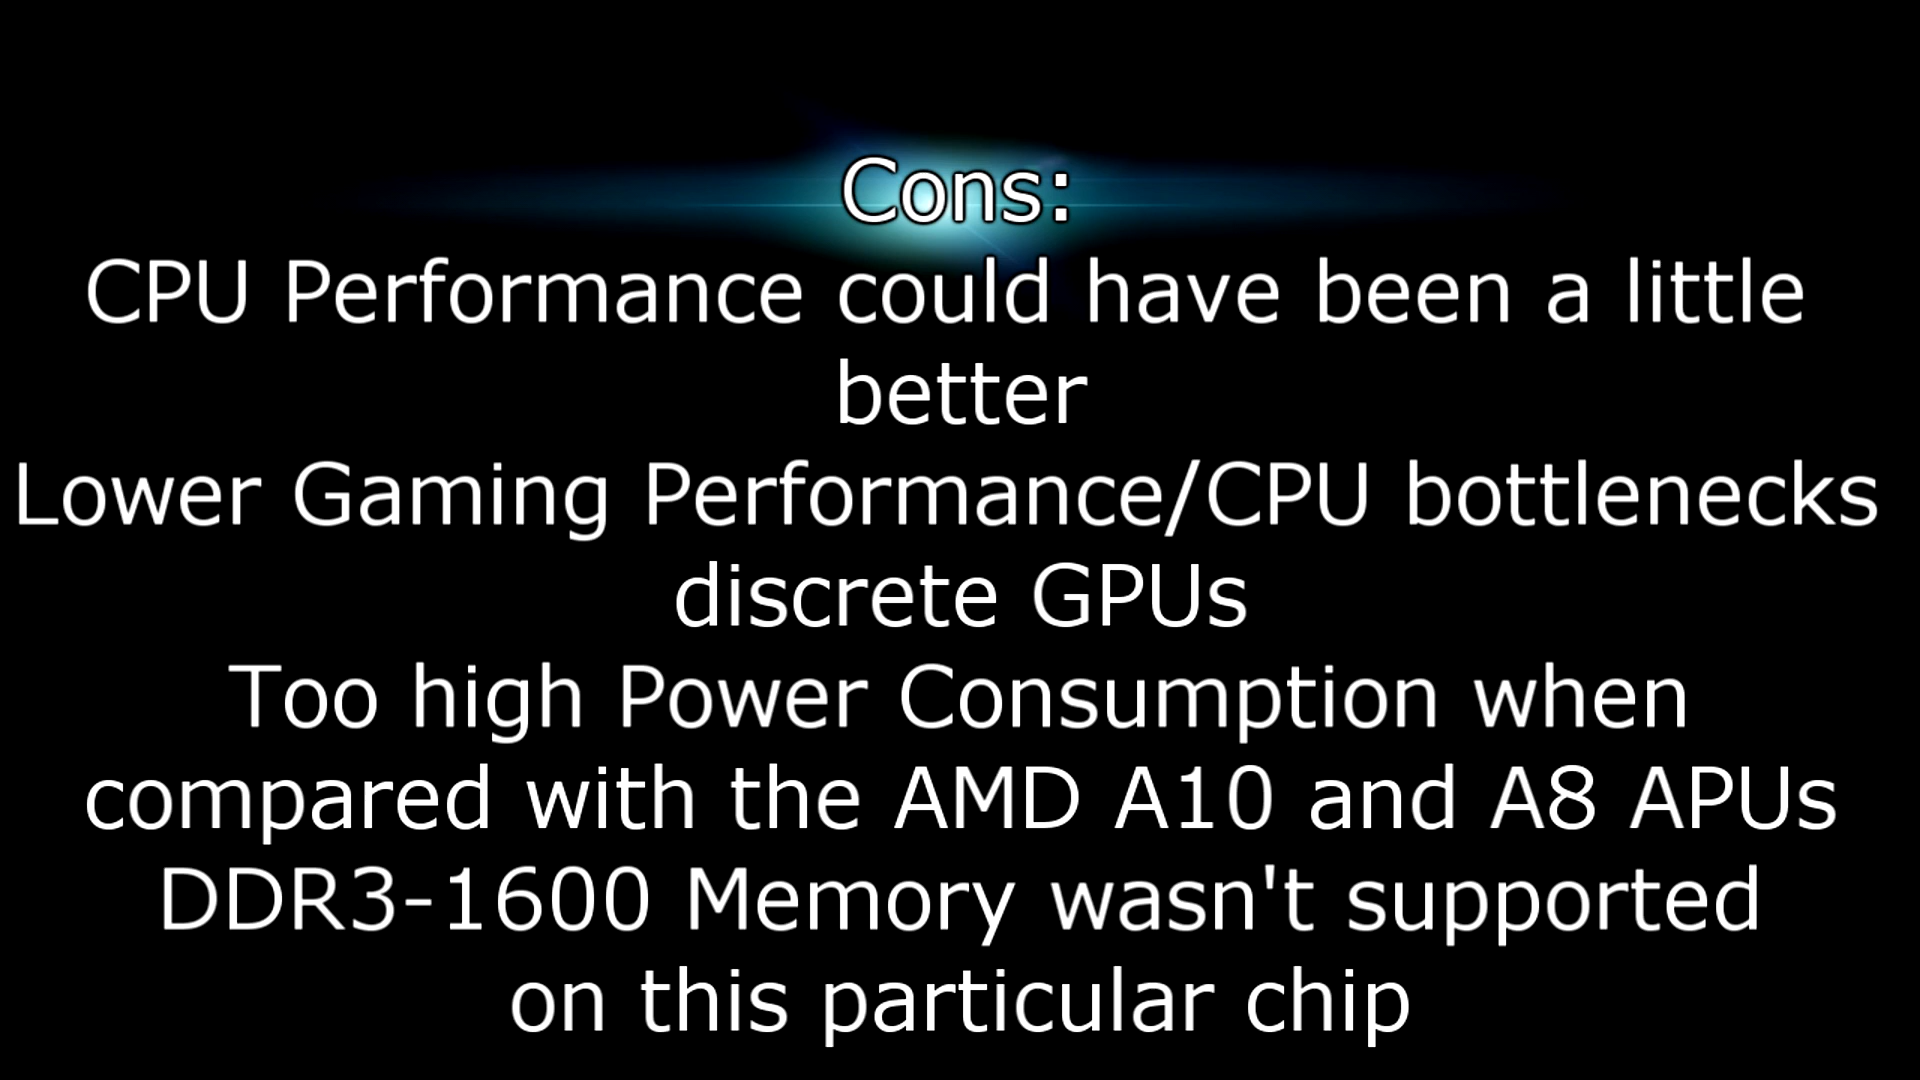 Cons:
CPU Performance could have been a little
better
Lower Gaming Performance/CPU bottlenecks
discrete GPUs
Too high Power Consumption when
compared with the AMD A10 and A8 APUs
DDR3-1600 Memory wasn't supported
on this particular chip